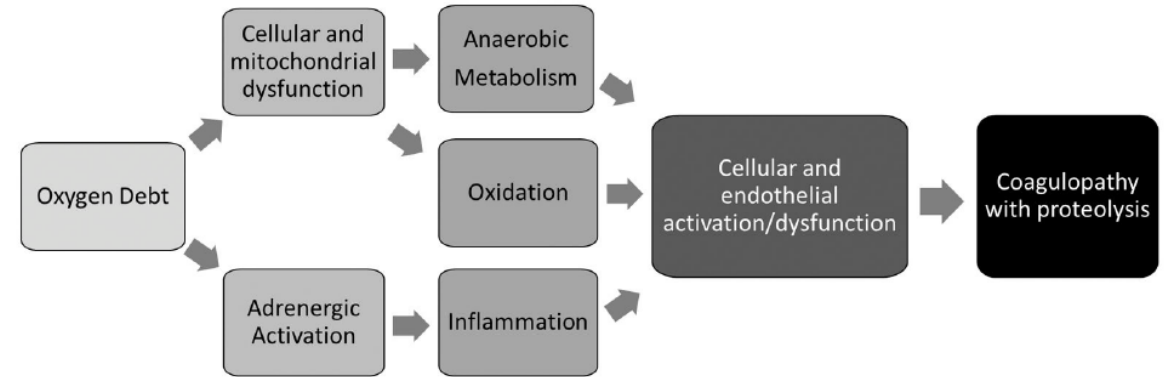 Oxygen Debt
Cellular and
mitochondrial
dysfunction
Adrenergic
Activation
Anaerobic
Metabolism
Oxidation
Inflammation
Cellular and
endothelial
activation/dysfunction
Coagulopathy
with proteolysis